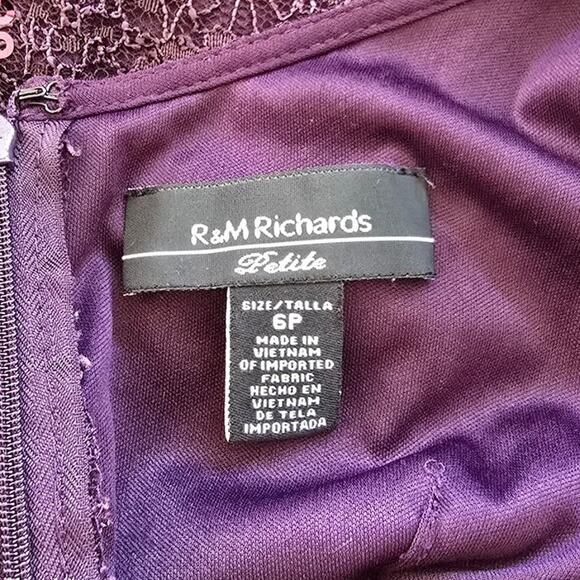 R&M Richards
Petite
SIZE/TALLA
6P
MADE IN
VIETNAM
OF IMPORTED
FABRIC
HECHO EN
VIETNAM
DE TELA
IMPORTADA